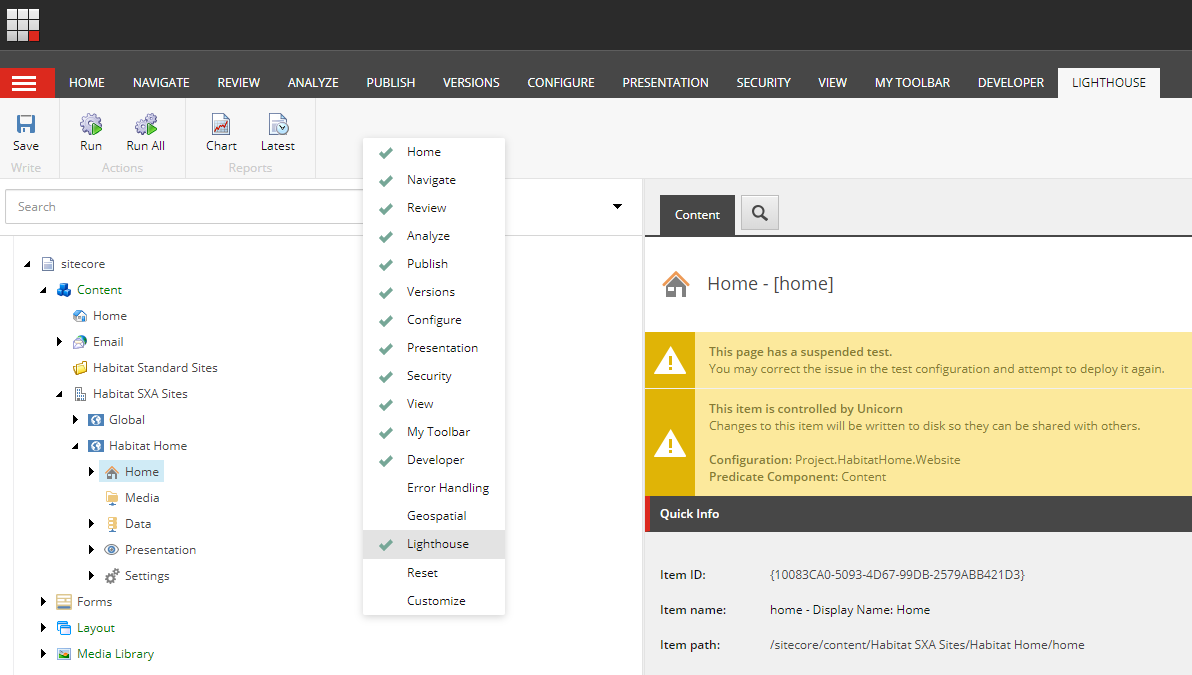 HOME NAVIGATE REVIEW ANALYZE PUBLISH VERSIONS CONFIGURE PRESENTATION SECURITY VIEW MY TOOLBAR DEVELOPER LIGHTHOUSE
Save Run Run All Chart Latest
Write Actions Reports
Home
Navigate
Review
Analyze
Publish
Versions
Configure
Presentation
Security
View
My Toolbar
Developer
Error Handling
Geospatial
Lighthouse
Reset
Customize
Search
sitecore
Content
Home
Email
Habitat Standard Sites
Habitat SXA Sites
Global
Habitat Home
Home
Media
Data
Presentation
Settings
Forms
Layout
Media Library
Content
Home - [home]
This page has a suspended test.
You may correct the issue in the test configuration and attempt to deploy it again.
This item is controlled by Unicorn
Changes to this item will be written to disk so they can be shared with others.
Configuration: Project.HabitatHome.Website
Predicate Component: Content
Quick Info
Item ID: {10083CA0-5093-4D67-99DB-2579ABB421D3}
Item name: home - Display Name: Home
Item path: /sitecore/content/Habitat SXA Sites/Habitat Home/home